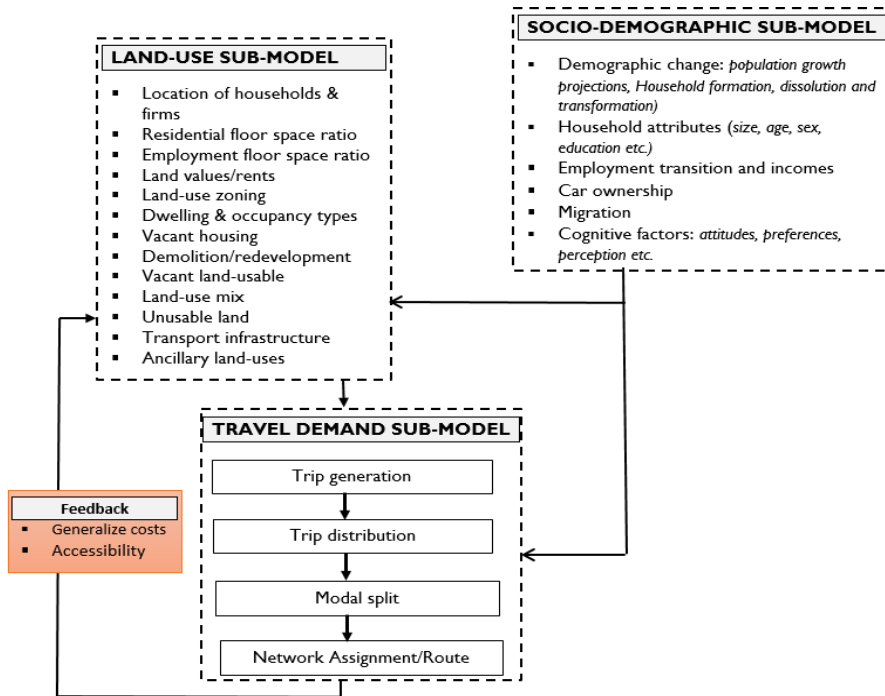 LAND-USE SUB-MODEL
▪ Location of households &
firms
▪ Residential floor space ratio
▪ Employment floor space ratio
▪ Land values/rents
▪ Land-use zoning
▪ Dwelling & occupancy types
▪ Vacant housing
▪ Demolition/redevelopment
▪ Vacant land-usable
▪ Land-use mix
▪ Unusable land
▪ Transport infrastructure
▪ Ancillary land-uses
SOCIO-DEMOGRAPHIC SUB-MODEL
▪ Demographic change: population growth
projections, Household formation, dissolution and
transformation)
▪ Household attributes (size, age, sex,
education etc.)
▪ Employment transition and incomes
▪ Car ownership
▪ Migration
▪ Cognitive factors: attitudes, preferences,
perception etc.
TRAVEL DEMAND SUB-MODEL
Trip generation
Trip distribution
Modal split
Network Assignment/Route
Feedback
▪ Generalize costs
▪ Accessibility